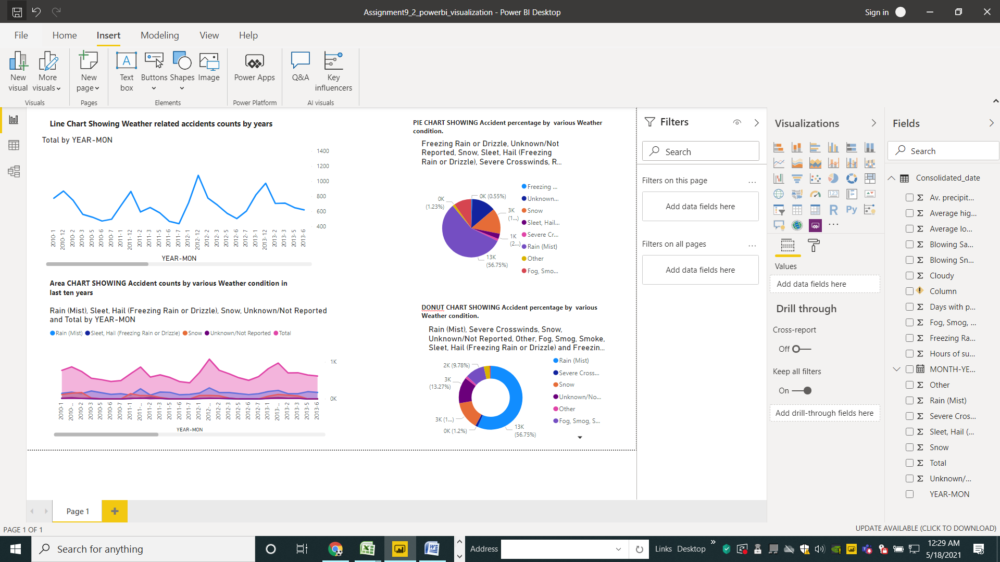 Assignment9_2_powerbi_visualization - Power BI Desktop
Sign in
File Home Insert Modeling View Help
New visual
More visuals
New page
Text box
Buttons
Shapes
Image
Power Apps
Q&A
Key influencers
Visuals
Pages
Elements
Power Platform
AI visuals
Line Chart Showing Weather related accidents counts by years
Total by YEAR-MON
1400
1200
1000
800
600
400
2010-1
2010-12
2010-2
2010-3
2010-5
2010-6
2010-7
2011-1
2011-12
2011-2
2011-3
2011-5
2011-6
2011-7
2012-1
2012-12
2012-2
2012-3
2012-5
2012-6
2012-7
2013-1
2013-12
2013-2
2013-3
2013-5
2013-6
YEAR-MON
Area CHART SHOWING Accident counts by various Weather condition in
last ten years
Rain (Mist), Sleet, Hail (Freezing Rain or Drizzle), Snow, Unknown/Not Reported
and Total by YEAR-MON
Rain (Mist) Sleet, Hail (Freezing Rain or Drizzle) Snow Unknown/Not Reported Total
1K
0K
2010-1
2010-...
2010-2
2010-3
2010-5
2010-6
2010-7
2011-1
2011-...
2011-2
2011-3
2011-5
2011-6
2011-7
2012-1
2012-...
2012-2
2012-3
2012-5
2012-6
2012-7
2013-1
2013-...
2013-2
2013-3
2013-5
2013-6
YEAR-MON
PIE CHART SHOWING Accident percentage by various Weather
condition.
Freezing Rain or Drizzle, Unknown/Not
Reported, Snow, Sleet, Hail (Freezing
Rain or Drizzle), Severe Crosswinds, R...
0K
(1.23%)
0K (0.55%)
3K
(1...)
1K
(2...)
13K
(56.75%)
Freezing ...
Unknown...
Snow
Sleet, Hail...
Severe Cr...
Rain (Mist)
Other
Fog, Smo...
DONUT CHART SHOWING Accident percentage by various
Weather condition.
Rain (Mist), Severe Crosswinds, Snow,
Unknown/Not Reported, Other, Fog, Smog, Smoke,
Sleet, Hail (Freezing Rain or Drizzle) and Freezin...
2K (9.78%)
3K
(13.27%)
3K (1...)
0K (1.2%)
13K
(56.75%)
Rain (Mist)
Severe Cross...
Snow
Unknown/No...
Other
Fog, Smog, S...
Filters
Search
Filters on this page
...
Add data fields here
Filters on all pages
...
Add data fields here
Visualizations
R
Py
...
123
Values
Add data fields here
Drill through
Cross-report
Off
Keep all filters
On
Add drill-through fields here
Fields
Search
Consolidated_date
Σ Av. precipit...
Σ Average hig...
Σ Average lo...
Σ Blowing Sa...
Σ Blowing Sn...
Σ Cloudy
Column
Σ Days with p...
Σ Fog, Smog, ...
Σ Freezing Ra...
Σ Hours of su...
MONTH-YE...
Σ Other
Σ Rain (Mist)
Σ Severe Cros...
Σ Sleet, Hail (...
Σ Snow
Σ Total
Σ Unknown/...
YEAR-MON
Page 1
PAGE 1 OF 1
UPDATE AVAILABLE (CLICK TO DOWNLOAD)
Search for anything
Address
Links Desktop »
12:29 AM
5/18/2021